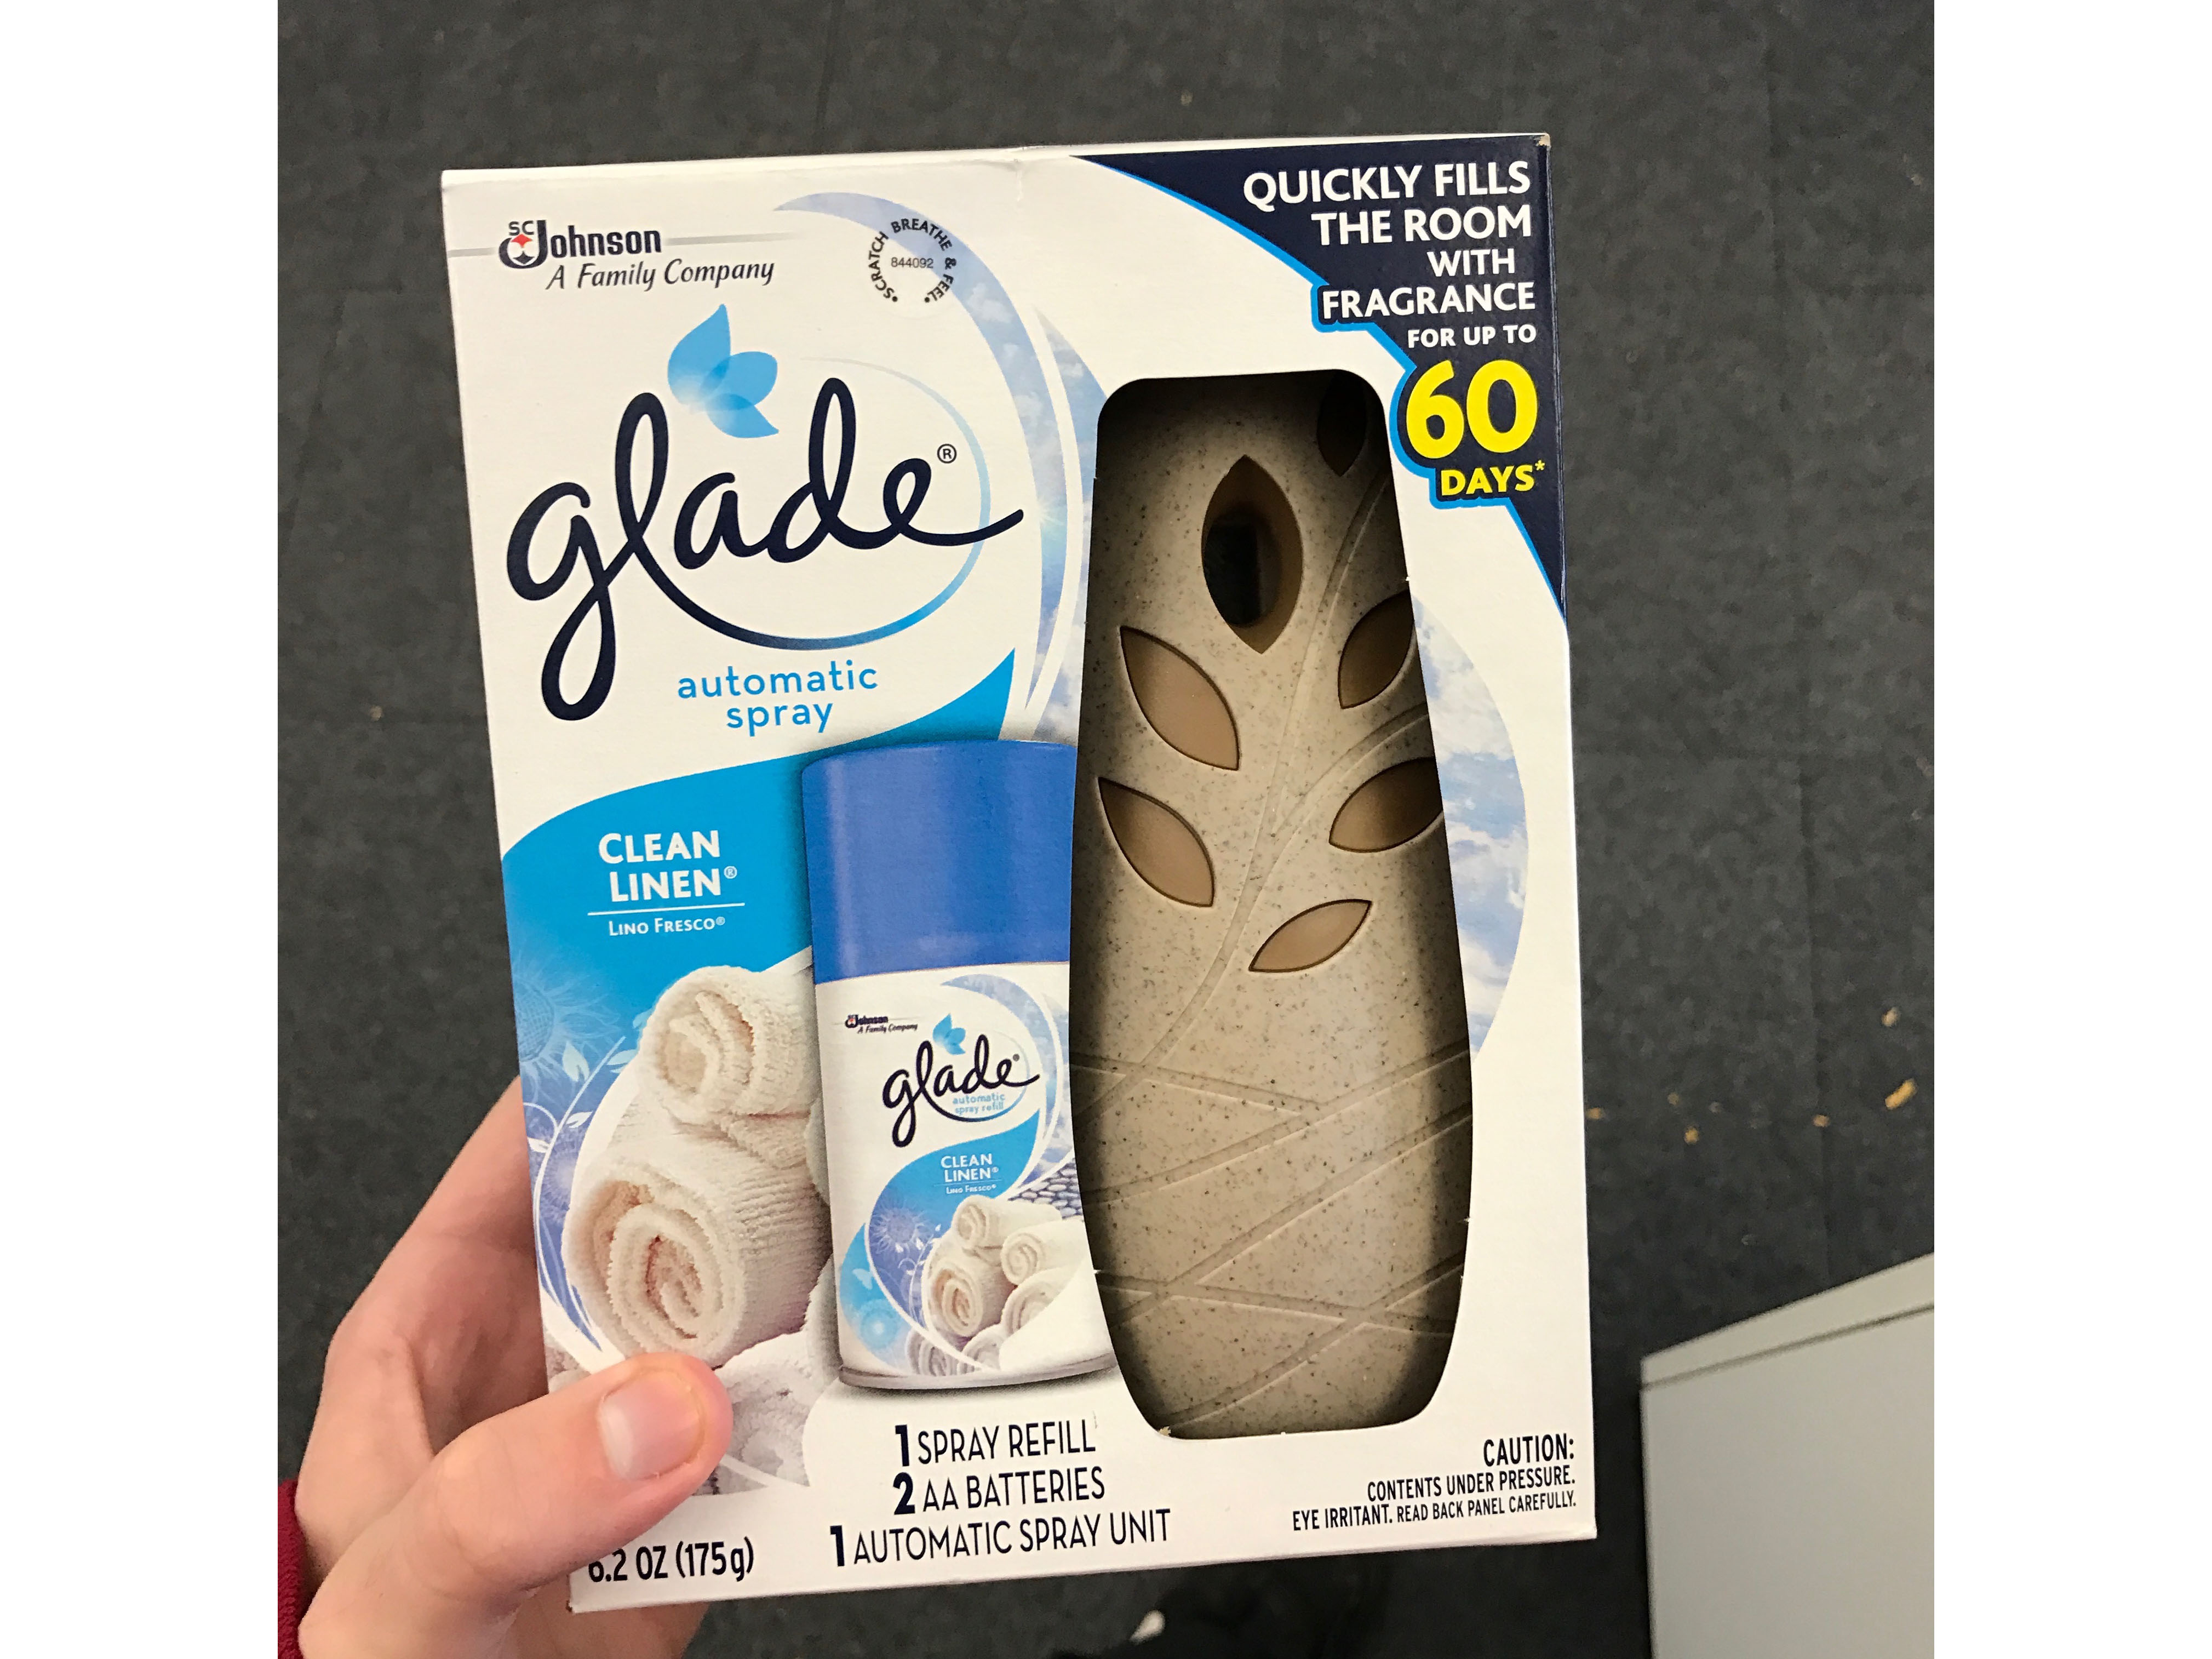 SC Johnson
A Family Company
• SCRATCH BREATHE & FEEL •
844092
QUICKLY FILLS
THE ROOM
WITH
FRAGRANCE
FOR UP TO
60
DAYS*
glade®
automatic
spray
CLEAN
LINEN®
LINO FRESCO®
SC Johnson
A Family Company
glade®
automatic
spray refill
CLEAN
LINEN®
LINO FRESCO®
1 SPRAY REFILL
2 AA BATTERIES
1 AUTOMATIC SPRAY UNIT
6.2 OZ (175g)
CAUTION:
CONTENTS UNDER PRESSURE.
EYE IRRITANT. READ BACK PANEL CAREFULLY.